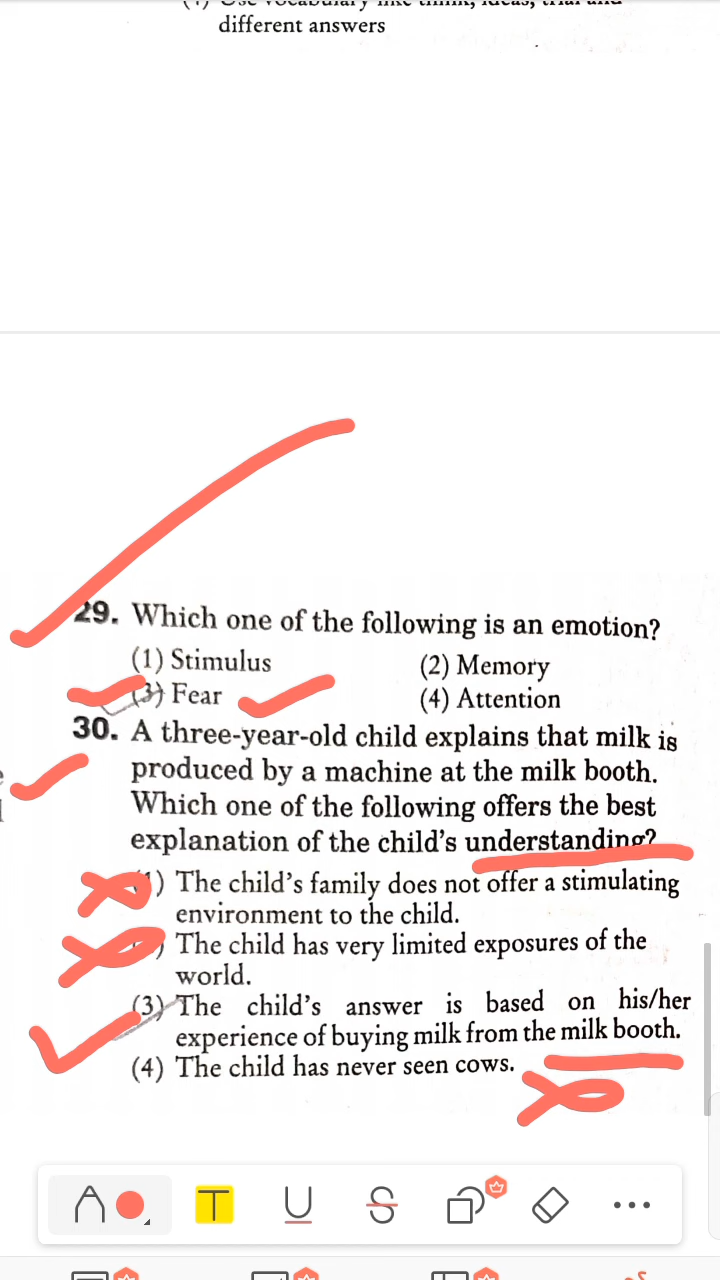 different answers
29. Which one of the following is an emotion?
(1) Stimulus (2) Memory
(3) Fear (4) Attention
30. A three-year-old child explains that milk is
produced by a machine at the milk booth.
Which one of the following offers the best
explanation of the child's understanding?
) The child's family does not offer a stimulating
environment to the child.
) The child has very limited exposures of the
world.
(3) The child's answer is based on his/her
experience of buying milk from the milk booth.
(4) The child has never seen cows.
T U S